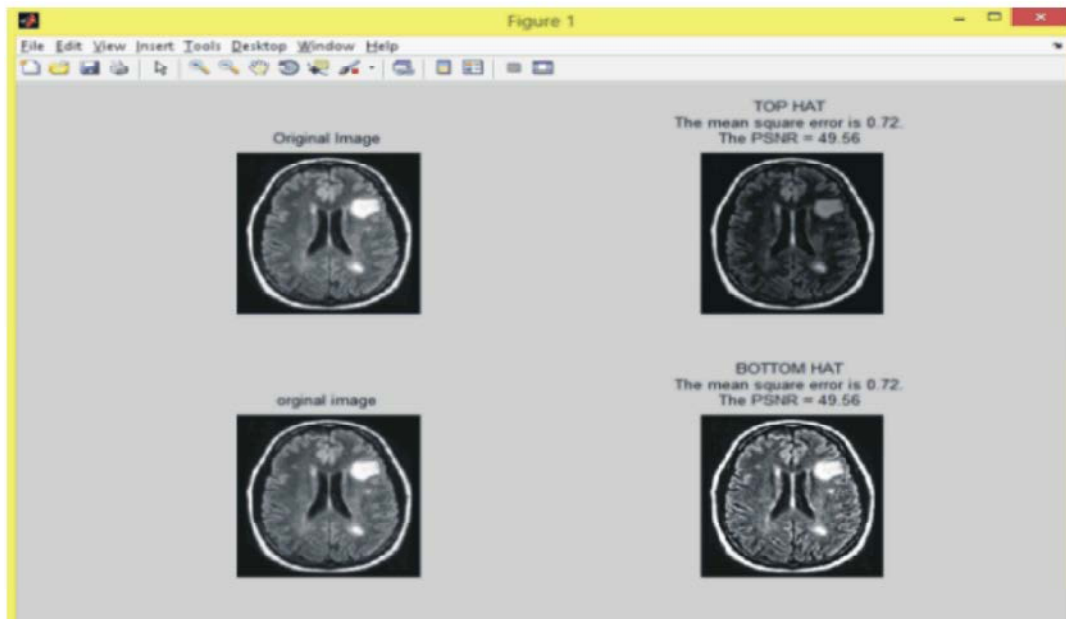 Figure 1
File Edit View Insert Tools Desktop Window Help
Original Image
TOP HAT
The mean square error is 0.72.
The PSNR = 49.56
orginal image
BOTTOM HAT
The mean square error is 0.72.
The PSNR = 49.56